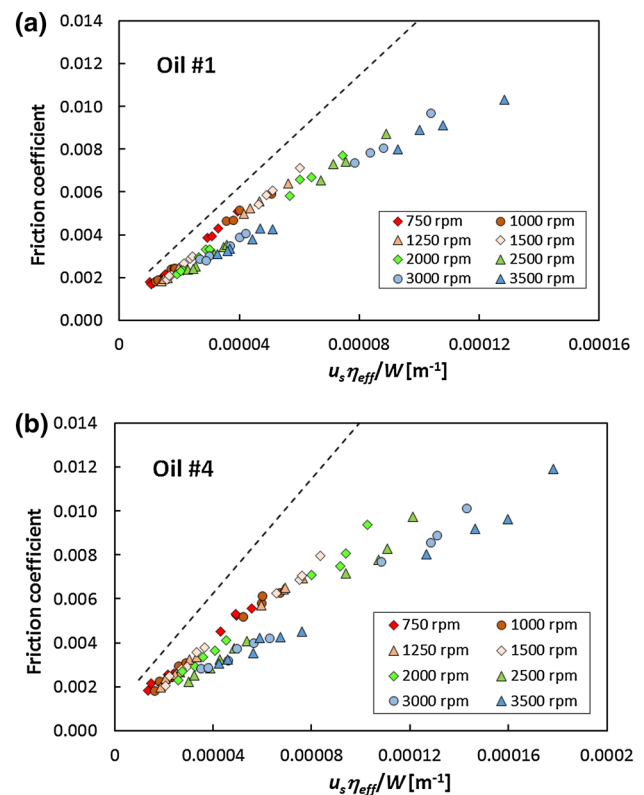 (a)
Oil #1
Friction coefficient
0.014
0.012
0.010
0.008
0.006
0.004
0.002
0.000
750 rpm 1000 rpm
1250 rpm 1500 rpm
2000 rpm 2500 rpm
3000 rpm 3500 rpm
0 0.00004 0.00008 0.00012 0.00016
usηeff/W [m-1]
(b)
Oil #4
Friction coefficient
0.014
0.012
0.010
0.008
0.006
0.004
0.002
0.000
750 rpm 1000 rpm
1250 rpm 1500 rpm
2000 rpm 2500 rpm
3000 rpm 3500 rpm
0 0.00004 0.00008 0.00012 0.00016 0.0002
usηeff/W [m-1]